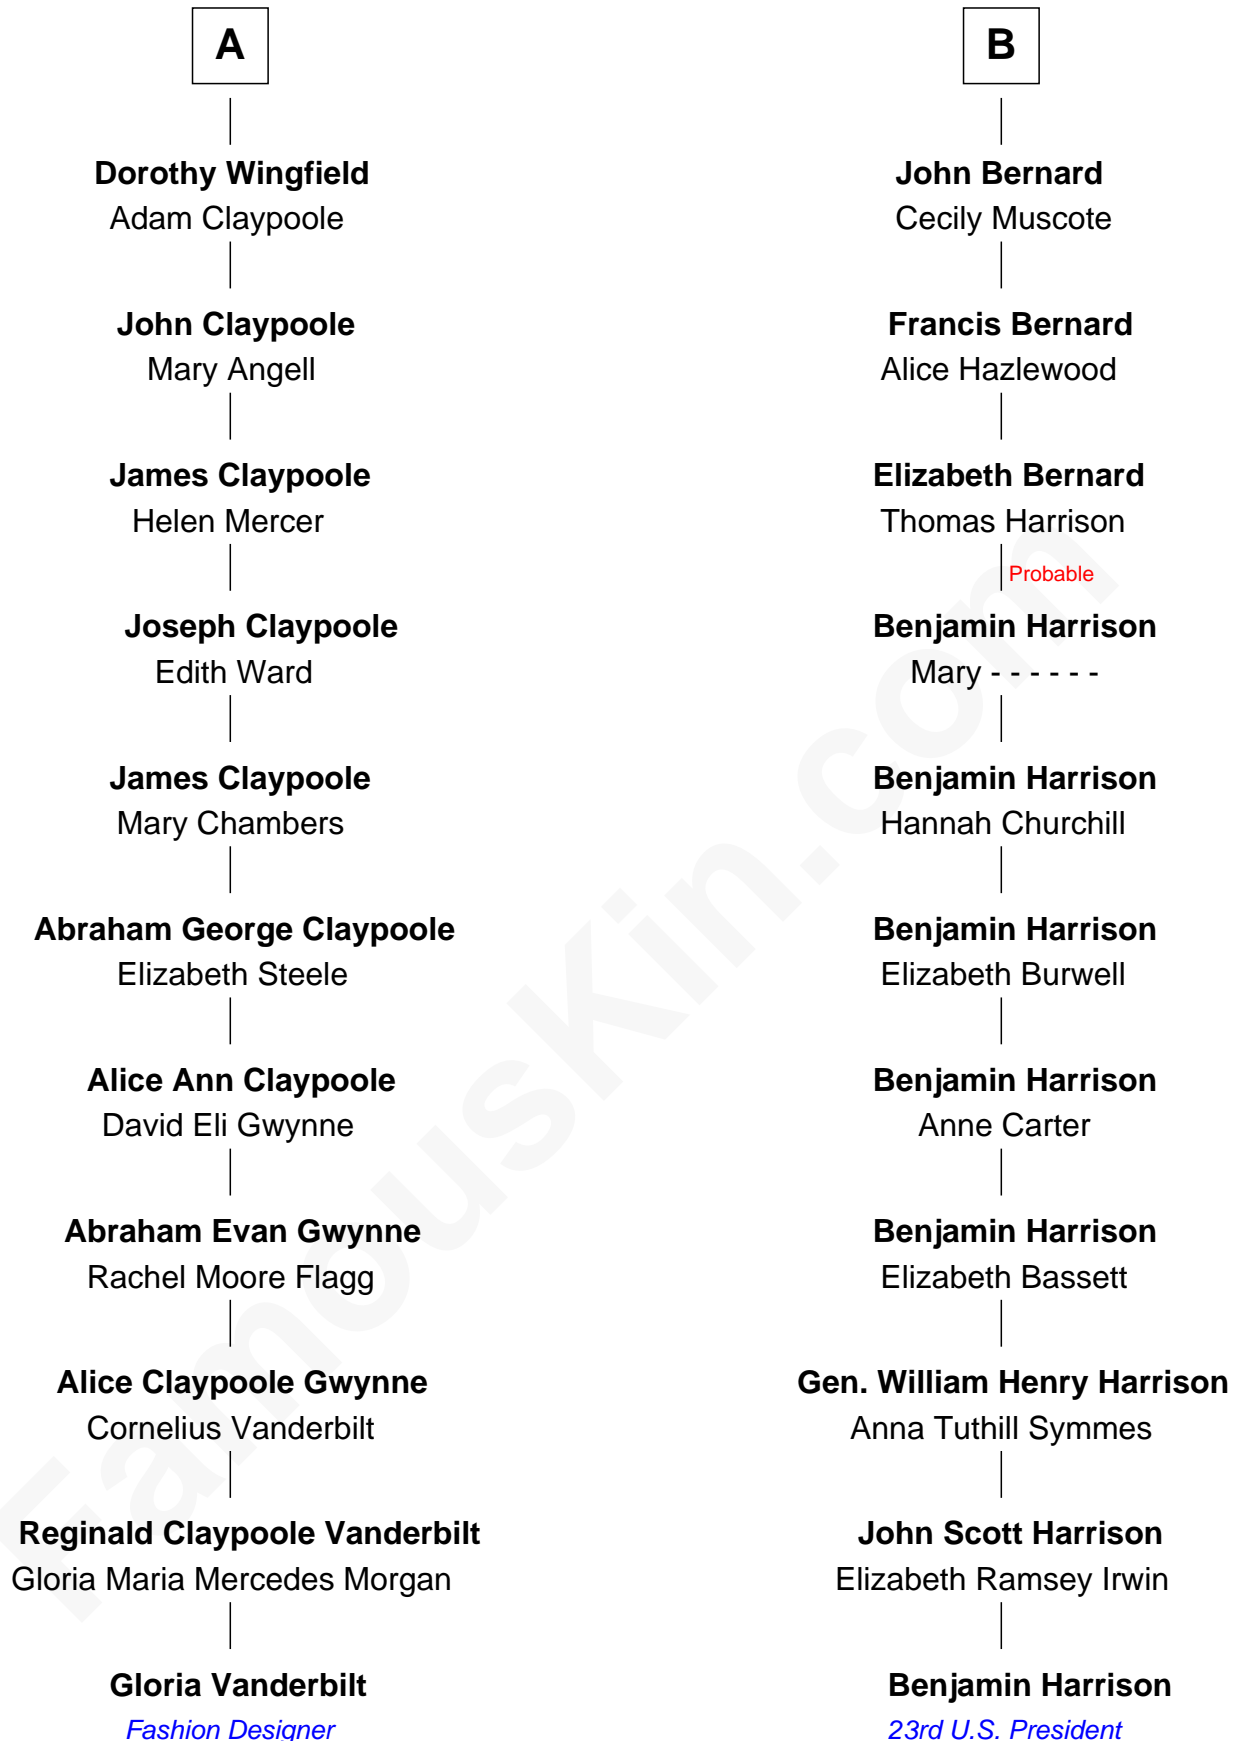 A
Dorothy Wingfield
Adam Claypoole
John Claypoole
Mary Angell
James Claypoole
Helen Mercer
Joseph Claypoole
Edith Ward
James Claypoole
Mary Chambers
Abraham George Claypoole
Elizabeth Steele
Alice Ann Claypoole
David Eli Gwynne
Abraham Evan Gwynne
Rachel Moore Flagg
Alice Claypoole Gwynne
Cornelius Vanderbilt
Reginald Claypoole Vanderbilt
Gloria Maria Mercedes Morgan
Gloria Vanderbilt
Fashion Designer
B
John Bernard
Cecily Muscote
Francis Bernard
Alice Hazlewood
Elizabeth Bernard
Thomas Harrison
Probable
Benjamin Harrison
Mary - - - - - -
Benjamin Harrison
Hannah Churchill
Benjamin Harrison
Elizabeth Burwell
Benjamin Harrison
Anne Carter
Benjamin Harrison
Elizabeth Bassett
Gen. William Henry Harrison
Anna Tuthill Symmes
John Scott Harrison
Elizabeth Ramsey Irwin
Benjamin Harrison
23rd U.S. President
FamousKin.com